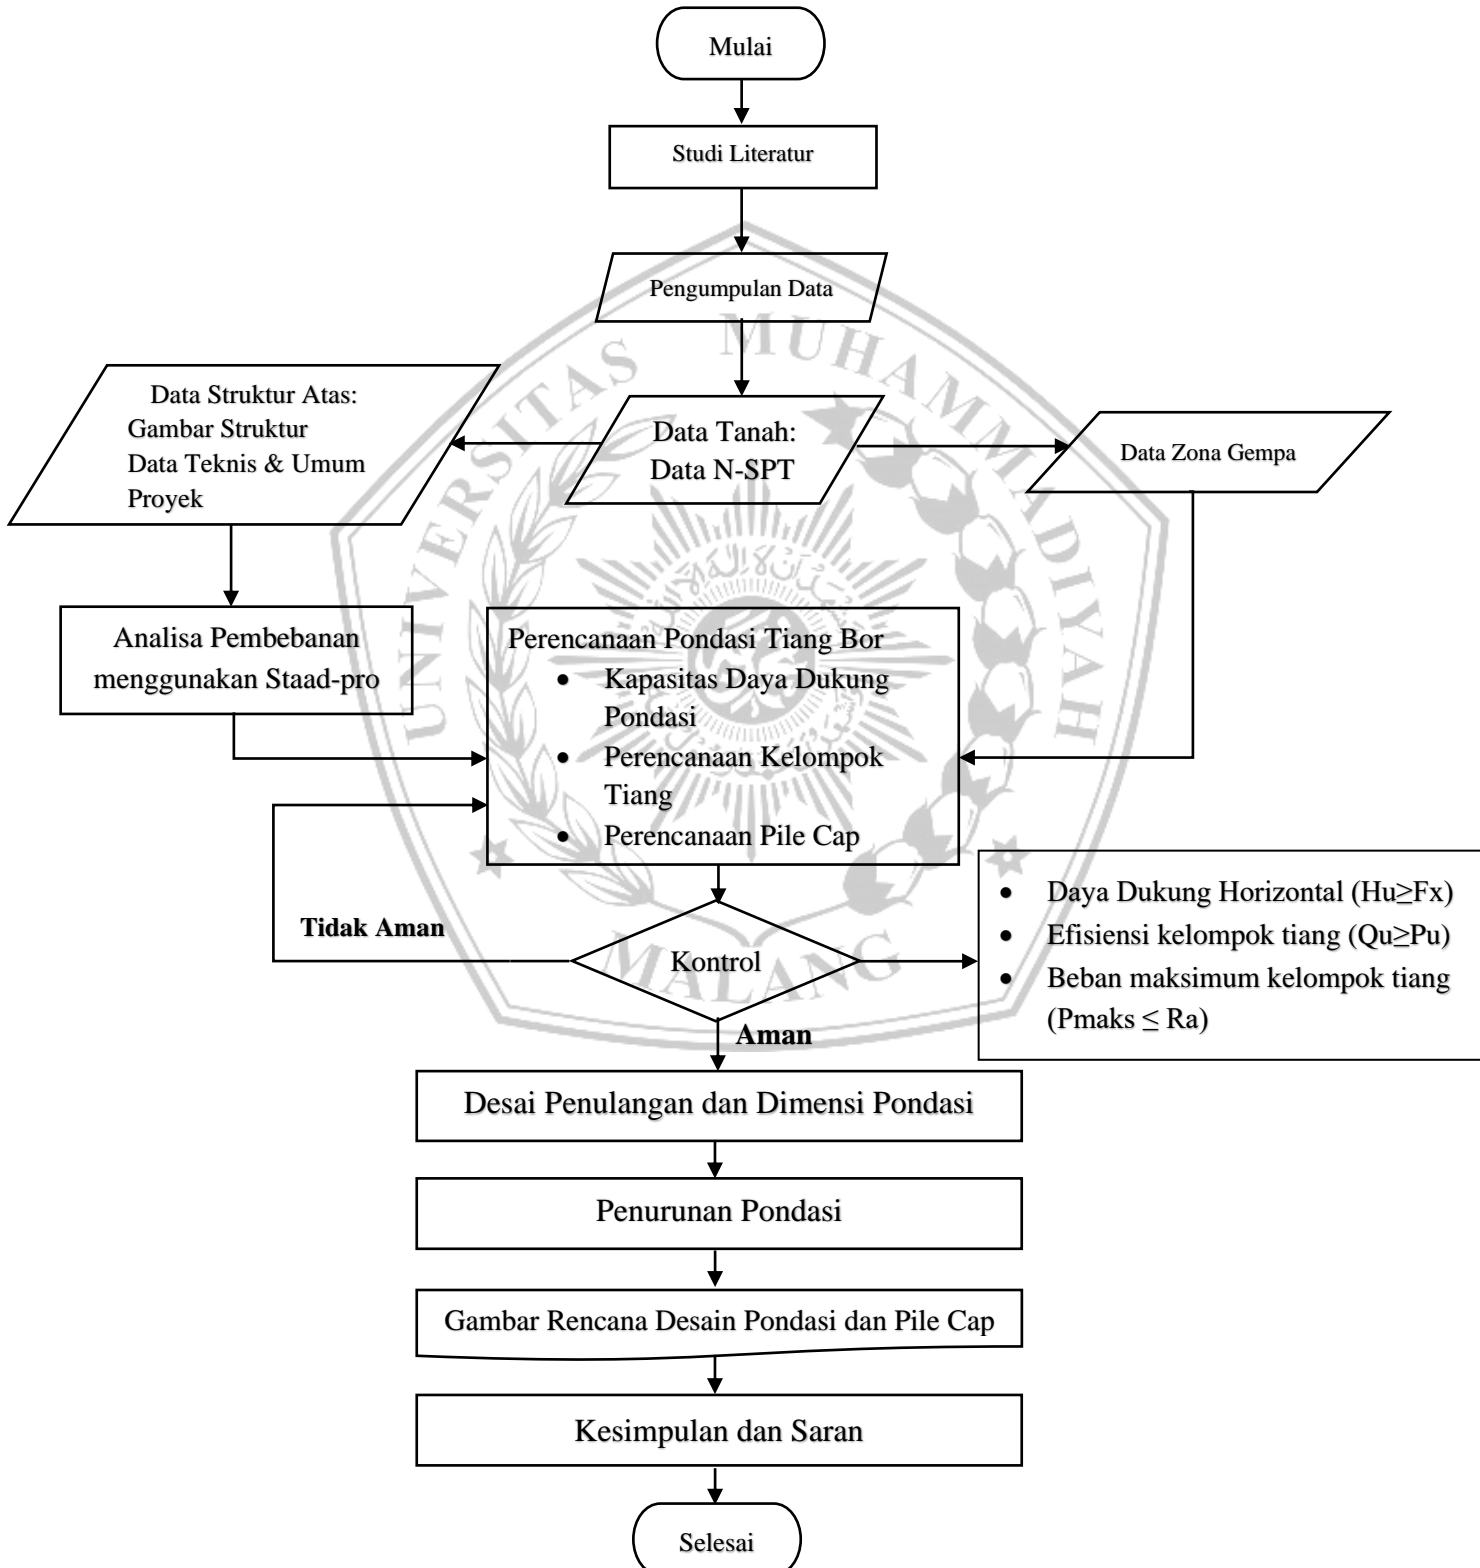 Mulai
Studi Literatur
Pengumpulan Data
Data Struktur Atas:
Gambar Struktur
Data Teknis & Umum
Proyek
Data Tanah:
Data N-SPT
Data Zona Gempa
Analisa Pembebanan
menggunakan Staad-pro
Perencanaan Pondasi Tiang Bor
• Kapasitas Daya Dukung
Pondasi
• Perencanaan Kelompok
Tiang
• Perencanaan Pile Cap
Tidak Aman
Kontrol
• Daya Dukung Horizontal (Hu≥Fx)
• Efisiensi kelompok tiang (Qu≥Pu)
• Beban maksimum kelompok tiang
(Pmaks ≤ Ra)
Aman
Desai Penulangan dan Dimensi Pondasi
Penurunan Pondasi
Gambar Rencana Desain Pondasi dan Pile Cap
Kesimpulan dan Saran
Selesai
UNIVERSITAS MUHAMMADIYAH
MALANG